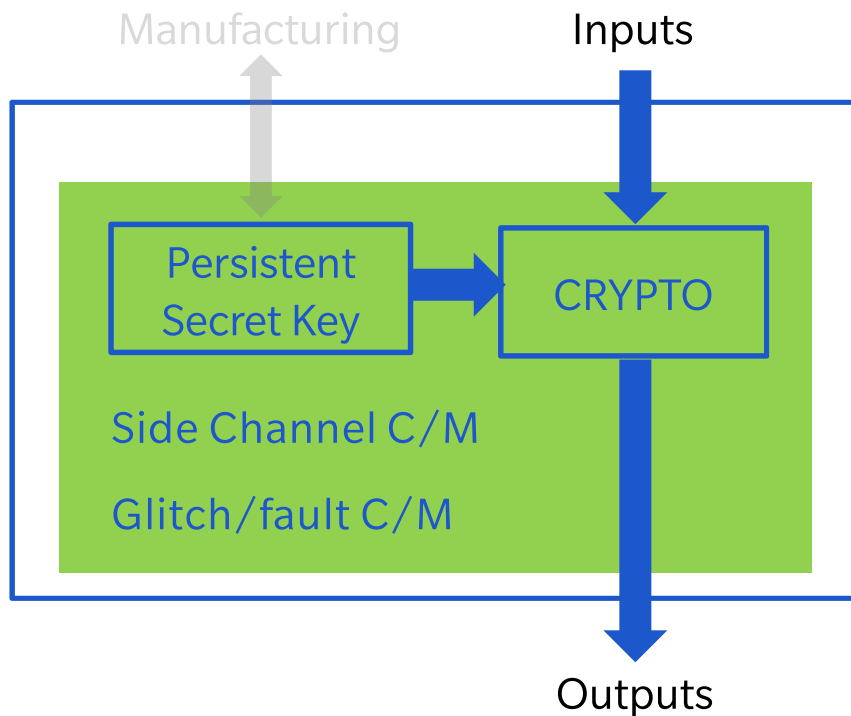 Manufacturing
Inputs
Persistent
Secret Key
CRYPTO
Side Channel C/M
Glitch/fault C/M
Outputs